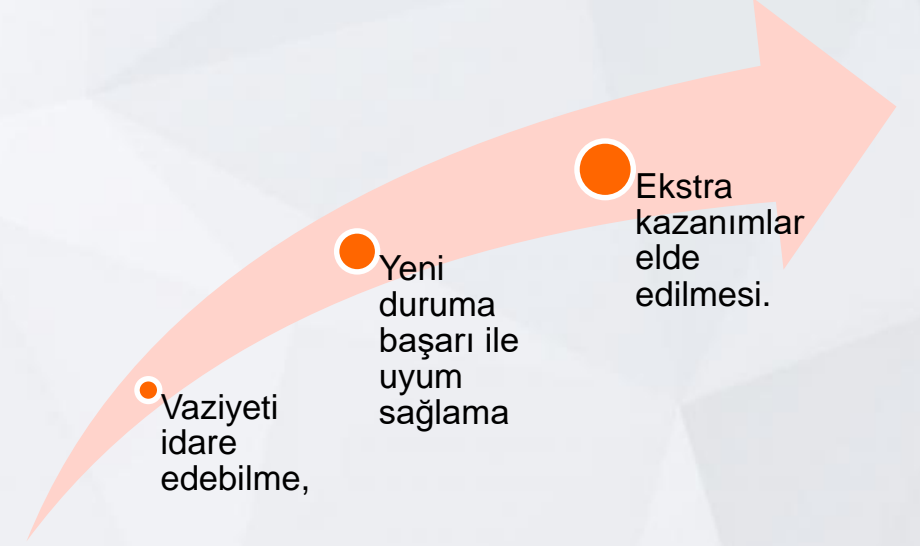 Vaziyeti
idare
edebilme,
Yeni
duruma
başarı ile
uyum
sağlama
Ekstra
kazanımlar
elde
edilmesi.